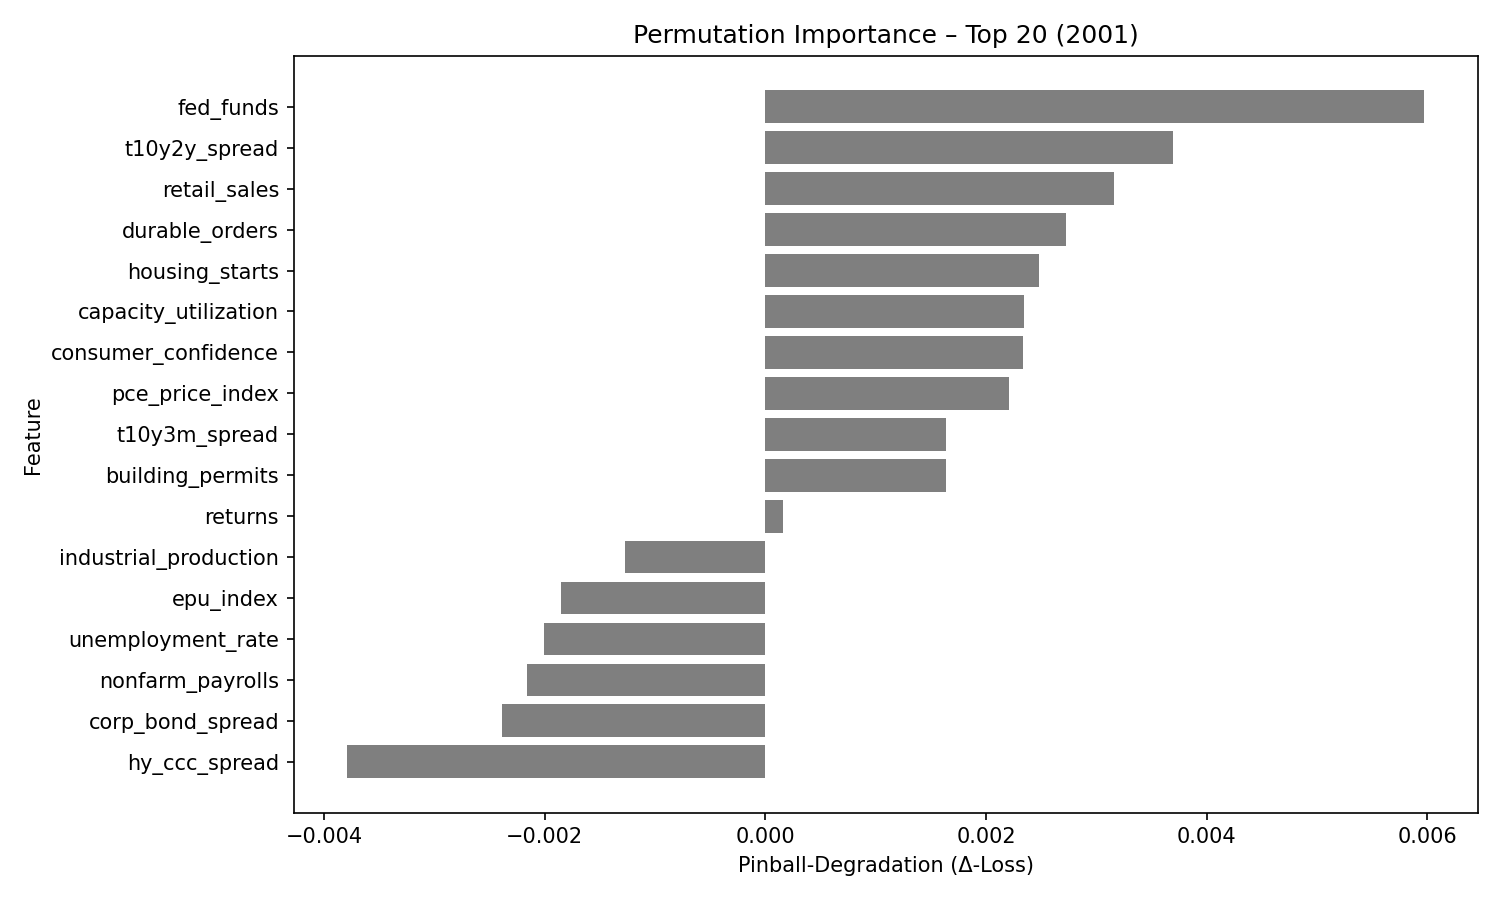 Permutation Importance – Top 20 (2001)
fed_funds
t10y2y_spread
retail_sales
durable_orders
housing_starts
capacity_utilization
consumer_confidence
pce_price_index
t10y3m_spread
building_permits
returns
industrial_production
epu_index
unemployment_rate
nonfarm_payrolls
corp_bond_spread
hy_ccc_spread
Feature
−0.004 −0.002 0.000 0.002 0.004 0.006
Pinball-Degradation (Δ-Loss)